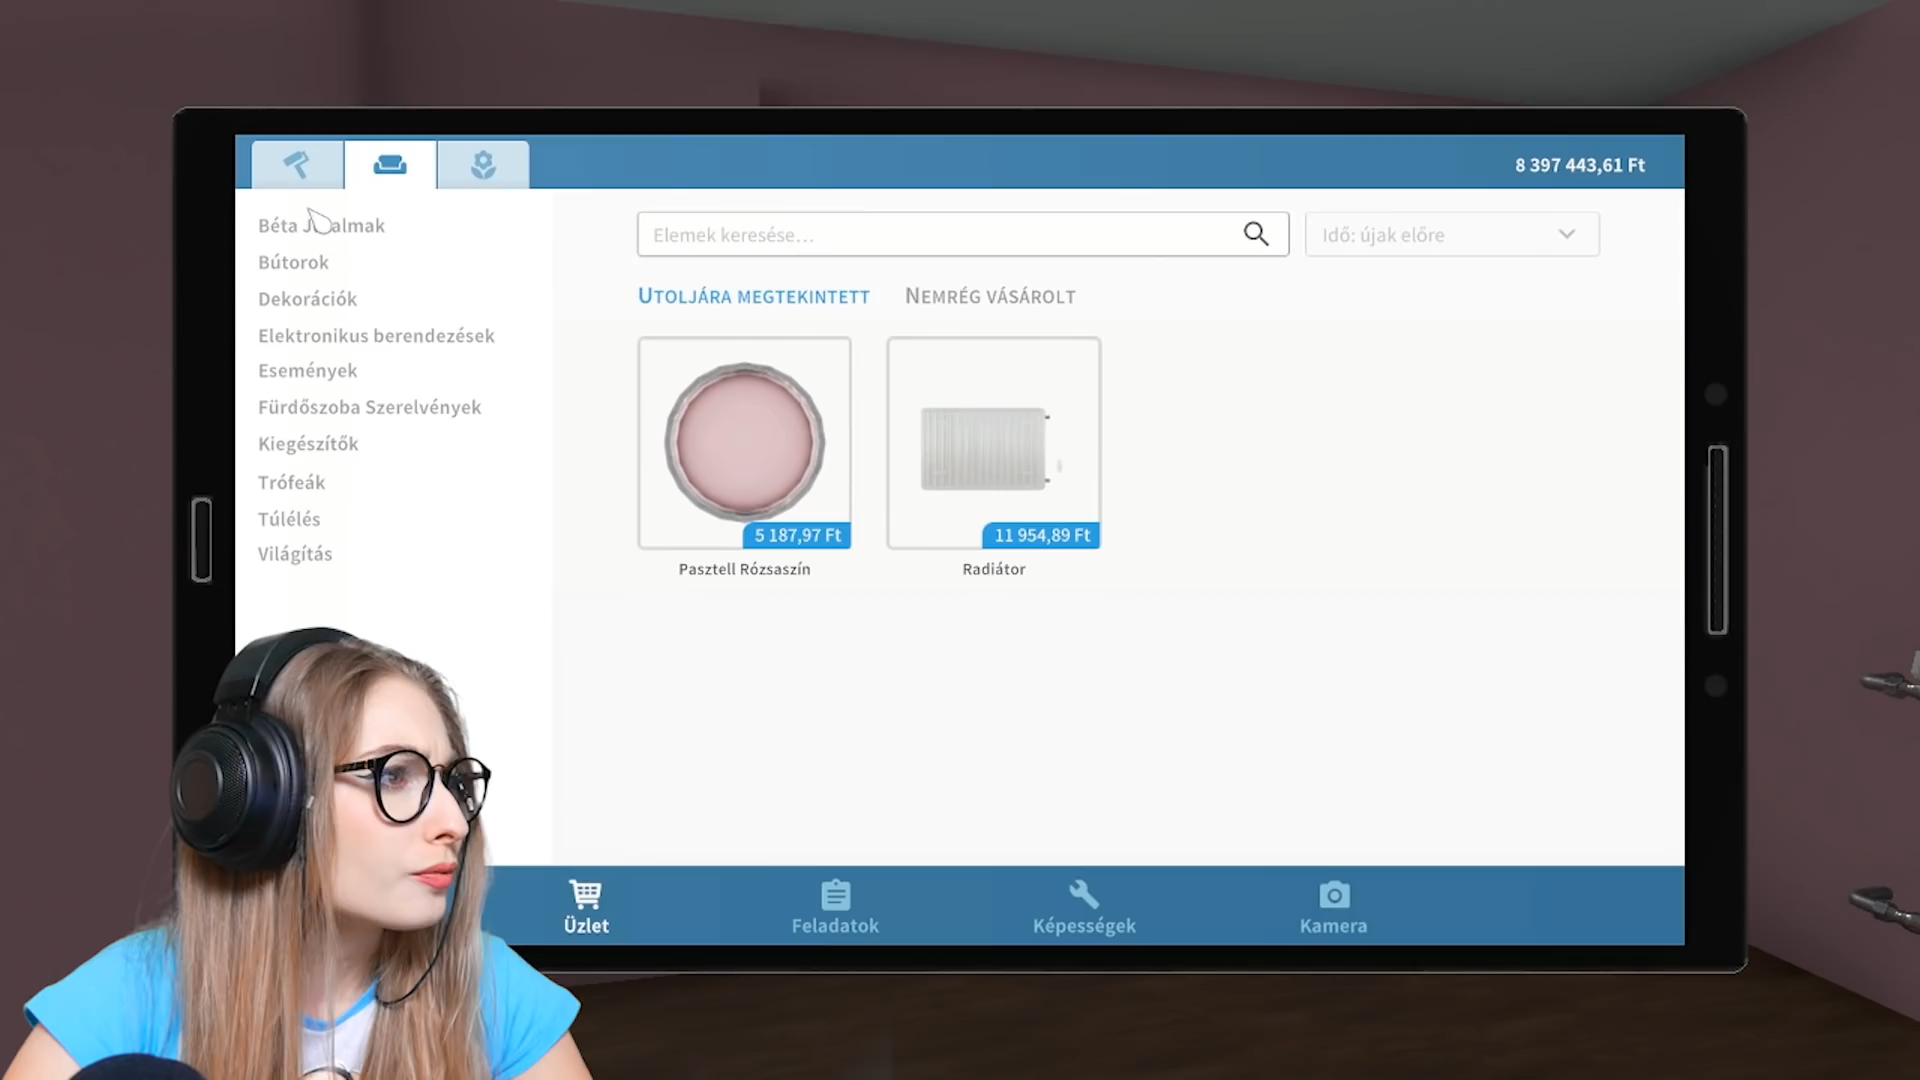 8 397 443,61 Ft
Béta
Bútorok
Dekorációk
Elektronikus berendezések
Események
Fürdőszoba Szerelvények
Kiegészítők
Trófeák
Túlélés
Világítás
Elemek keresése...
Idő: újak előre
UTOLJÁRA MEGTEKINTETT
NEMRÉG VÁSÁROLT
5 187,97 Ft
Pasztell Rózsaszín
11 954,89 Ft
Radiátor
Üzlet
Feladatok
Képességek
Kamera